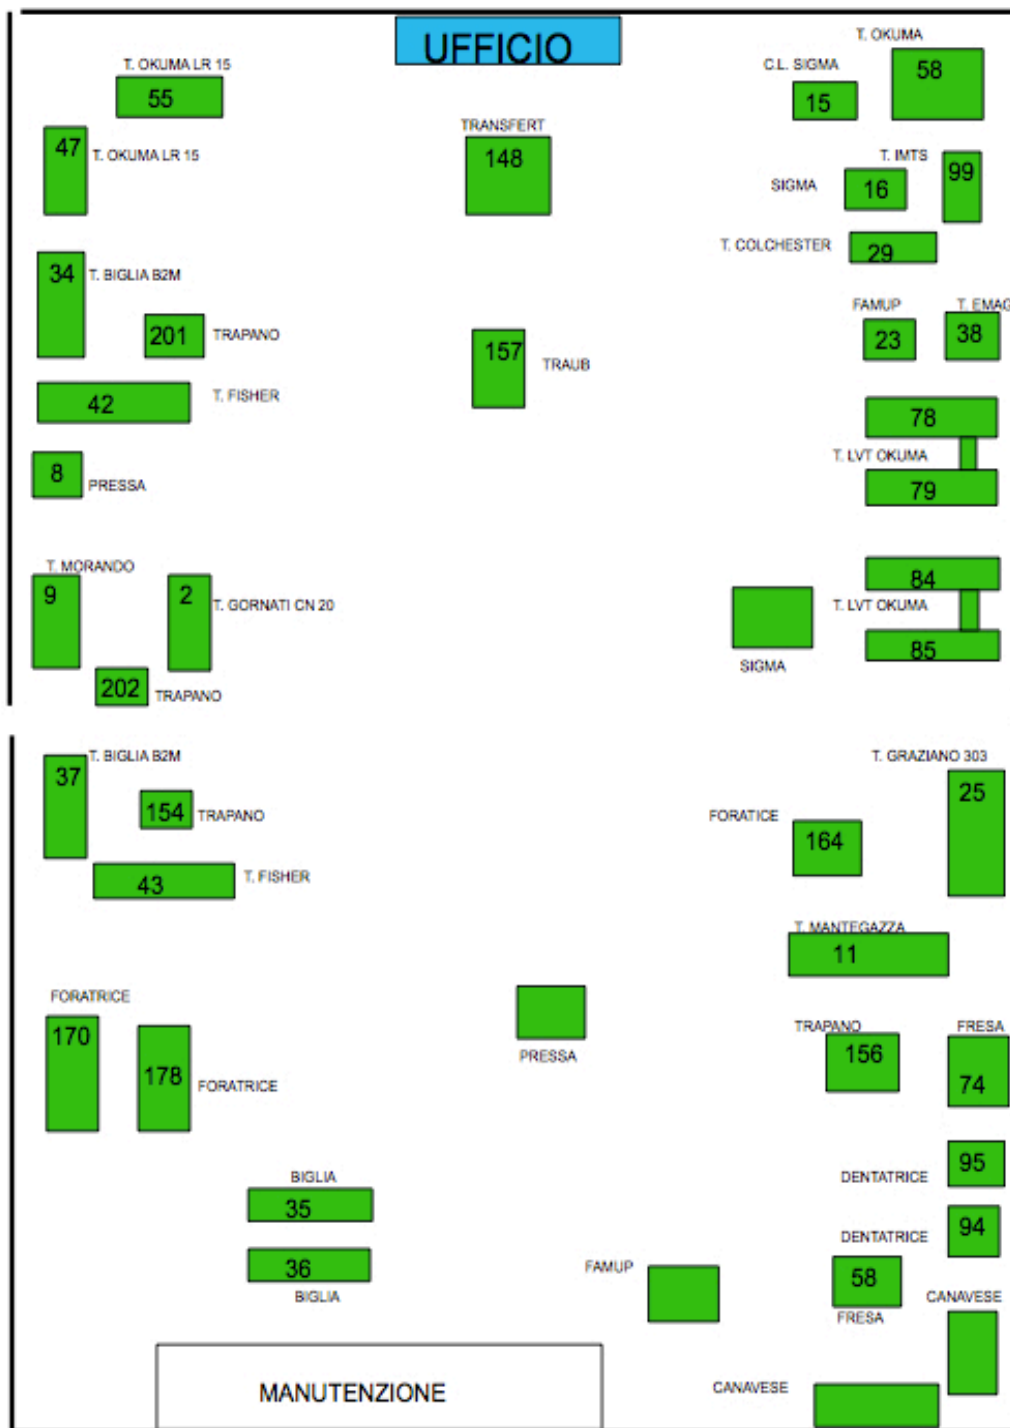 UFFICIO
T. OKUMA
T. OKUMA LR 15
C.L. SIGMA
58
55
15
TRANSFERT
47
T. OKUMA LR 15
148
T. IMTS
99
SIGMA
16
T. COLCHESTER
29
34
T. BIGLIA B2M
FAMUP
T. EMAG
201
TRAPANO
157
TRAUB
23
38
42
T. FISHER
78
8
PRESSA
T. LVT OKUMA
79
T. MORANDO
9
2
T. GORNATI CN 20
84
T. LVT OKUMA
85
SIGMA
202
TRAPANO
37
T. BIGLIA B2M
T. GRAZIANO 303
25
154
TRAPANO
FORATICE
164
43
T. FISHER
T. MANTEGAZZA
11
FORATRICE
170
178
FORATRICE
PRESSA
TRAPANO
156
FRESA
74
BIGLIA
35
DENTATRICE
95
DENTATRICE
94
36
BIGLIA
FAMUP
58
FRESA
CANAVESE
MANUTENZIONE
CANAVESE